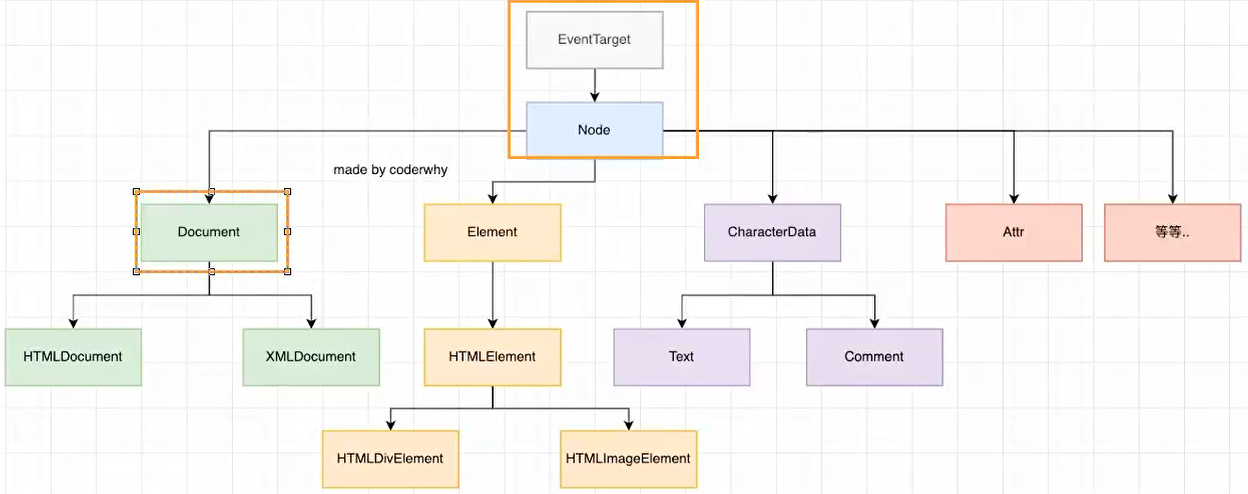 EventTarget
Node
made by coderwhy
Document
Element
CharacterData
Attr
等等..
HTMLDocument
XMLDocument
HTMLElement
Text
Comment
HTMLDivElement
HTMLImageElement